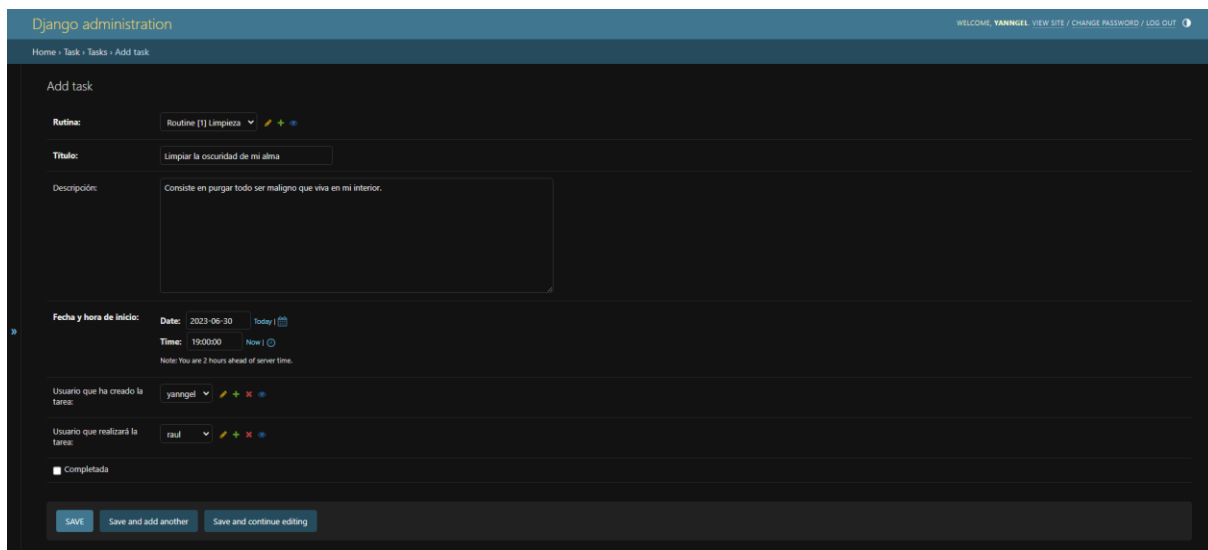 Django administration
WELCOME, YANNGEL. VIEW SITE / CHANGE PASSWORD / LOG OUT
Home › Task › Tasks › Add task
Add task
Rutina:
Routine [1] Limpieza
Título:
Limpiar la oscuridad de mi alma
Descripción:
Consiste en purgar todo ser maligno que viva en mi interior.
Fecha y hora de inicio:
Date: 2023-06-30 Today |
Time: 19:00:00 Now |
Note: You are 2 hours ahead of server time.
Usuario que ha creado la
tarea:
yanngel
Usuario que realizará la
tarea:
raul
Completada
SAVE
Save and add another
Save and continue editing
»